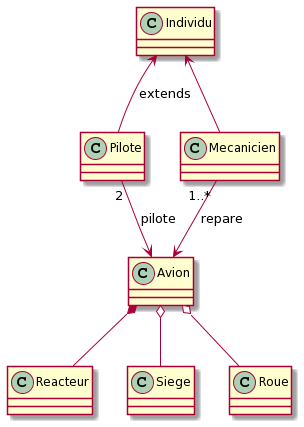 C Individu
extends
C Pilote
C Mecanicien
2
1..*
pilote
repare
C Avion
C Reacteur
C Siege
C Roue